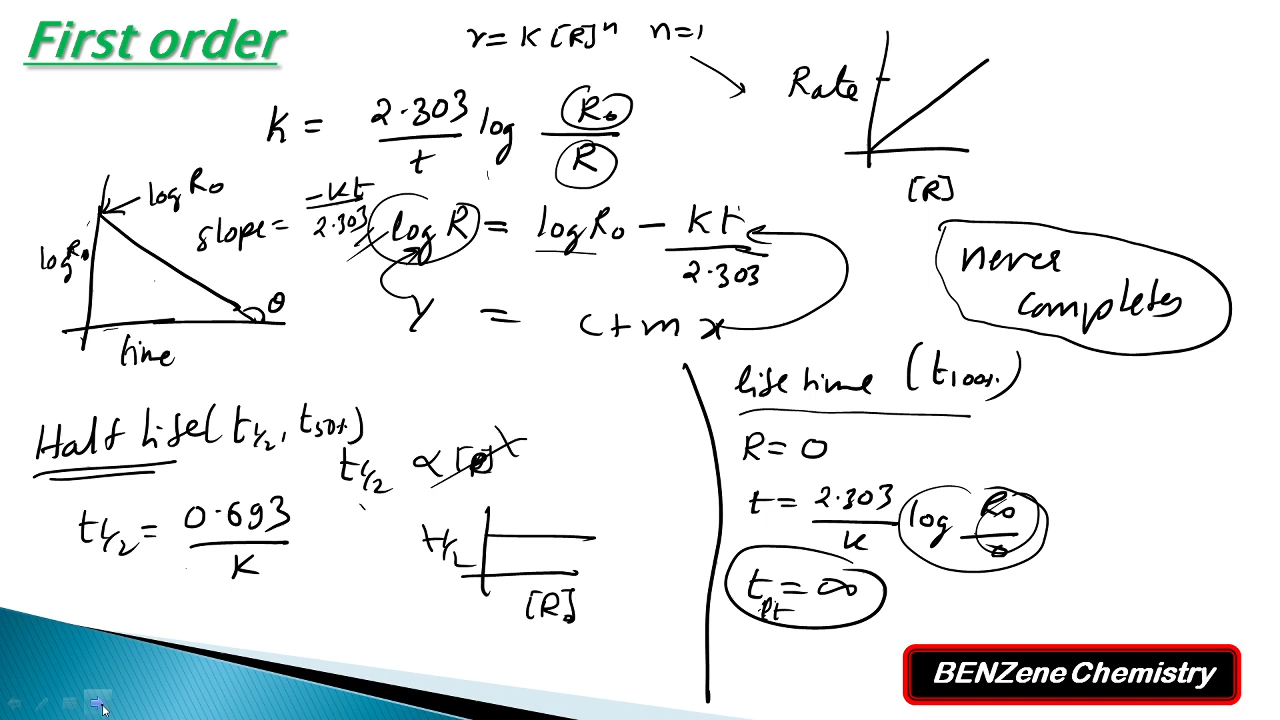 First order
r = K [R]ⁿ n=1
K = 2.303/t log R₀/R
Rate
[R]
log R₀
log R₀
time
θ
slope = -Kt/2.303
log R = log R₀ - Kt/2.303
Y = C + m x
never
completes
Half life (t½, t50%)
t½ ∝ [R]
t½ = 0.693/K
t½
[R]
life time (t100%)
R = 0
t = 2.303/K log R₀/0
t = ∞
BENZene Chemistry